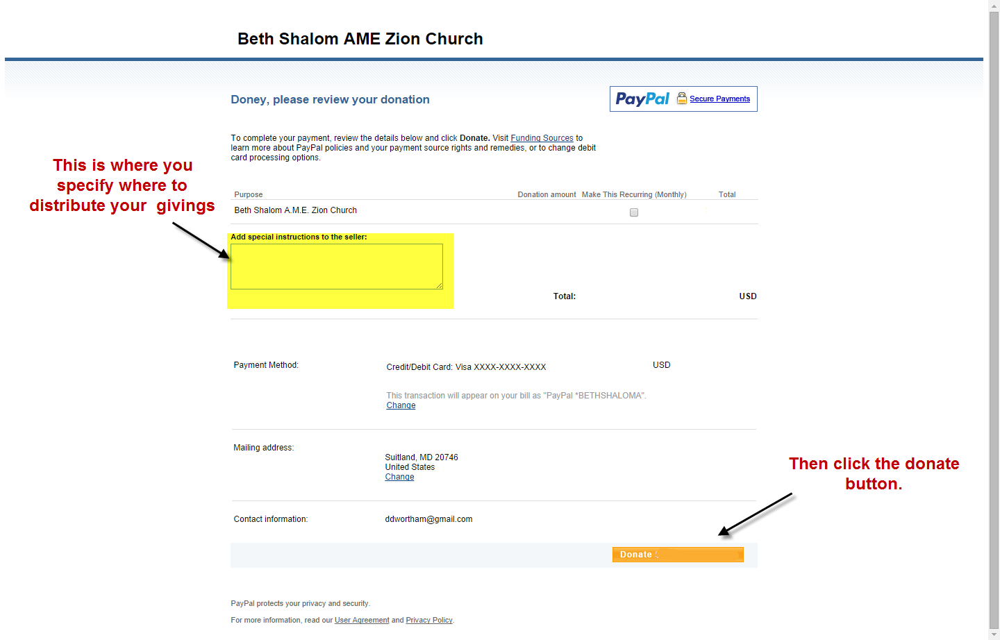 Beth Shalom AME Zion Church
Doney, please review your donation
PayPal Secure Payments
To complete your payment, review the details below and click Donate. Visit Funding Sources to
learn more about PayPal policies and your payment source rights and remedies, or to change debit
card processing options.
This is where you
specify where to
distribute your givings
Purpose Donation amount Make This Recurring (Monthly) Total
Beth Shalom A.M.E. Zion Church
Add special instructions to the seller:
Total: USD
Payment Method: Credit/Debit Card: Visa XXXX-XXXX-XXXX USD
This transaction will appear on your bill as "PayPal *BETHSHALOMA".
Change
Mailing address:
Suitland, MD 20746
United States
Change
Then click the donate
button.
Contact information: ddwortham@gmail.com
Donate
PayPal protects your privacy and security.
For more information, read our User Agreement and Privacy Policy.